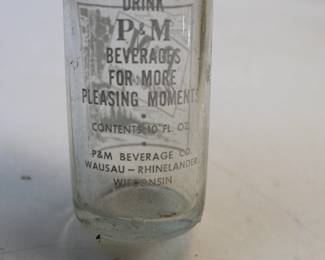 DRINK
P&M
BEVERAGES
FOR MORE
PLEASING MOMENTS
• CONTENTS 10 FL. OZ. •
P&M BEVERAGE CO.
WAUSAU – RHINELANDER
WISCONSIN